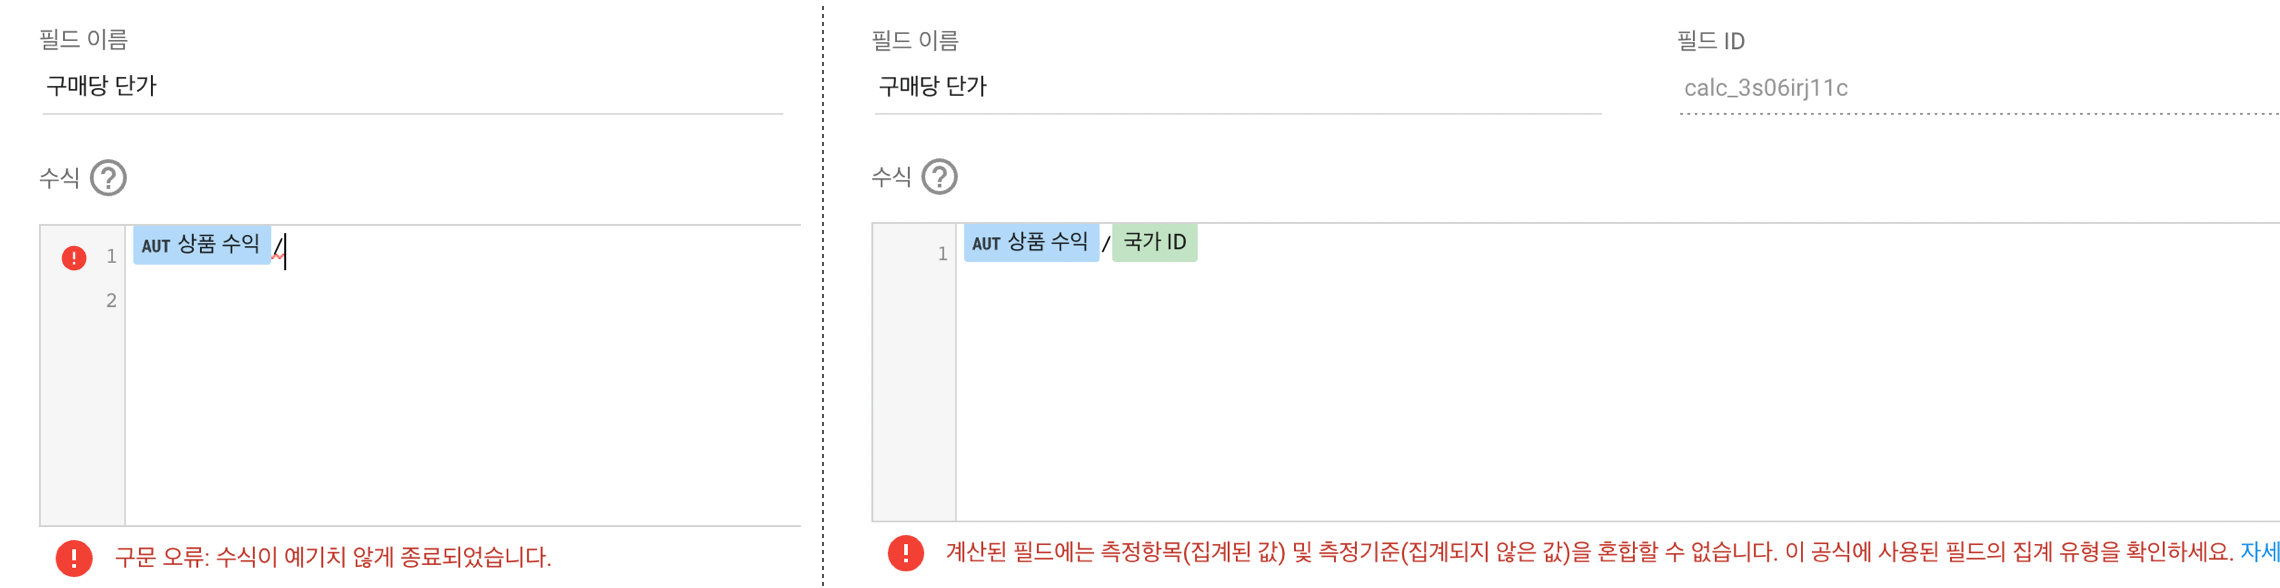 필드 이름
구매당 단가
수식 ?
1 AUT 상품 수익 /
2
구문 오류: 수식이 예기치 않게 종료되었습니다.
필드 이름
필드 ID
구매당 단가
calc_3s06irj11c
수식 ?
1 AUT 상품 수익 / 국가 ID
계산된 필드에는 측정항목(집계된 값) 및 측정기준(집계되지 않은 값)을 혼합할 수 없습니다. 이 공식에 사용된 필드의 집계 유형을 확인하세요. 자세